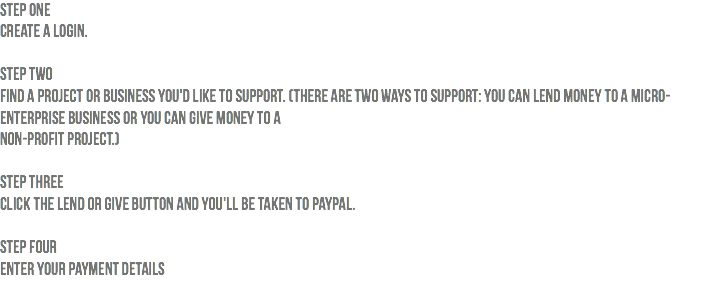 STEP ONE
CREATE A LOGIN.
STEP TWO
FIND A PROJECT OR BUSINESS YOU'D LIKE TO SUPPORT. (THERE ARE TWO WAYS TO SUPPORT: YOU CAN LEND MONEY TO A MICRO-
ENTERPRISE BUSINESS OR YOU CAN GIVE MONEY TO A
NON-PROFIT PROJECT.)
STEP THREE
CLICK THE LEND OR GIVE BUTTON AND YOU'LL BE TAKEN TO PAYPAL.
STEP FOUR
ENTER YOUR PAYMENT DETAILS